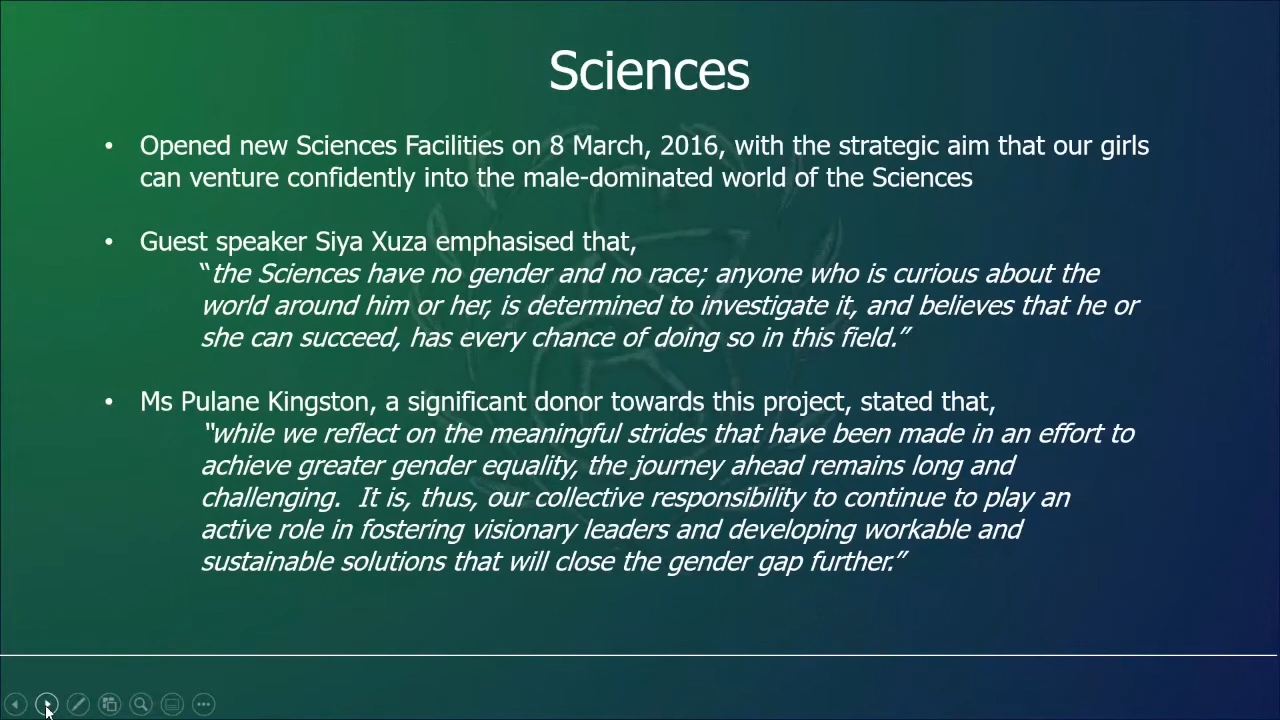 Sciences
• Opened new Sciences Facilities on 8 March, 2016, with the strategic aim that our girls
can venture confidently into the male-dominated world of the Sciences
• Guest speaker Siya Xuza emphasised that,
“the Sciences have no gender and no race; anyone who is curious about the
world around him or her, is determined to investigate it, and believes that he or
she can succeed, has every chance of doing so in this field.”
• Ms Pulane Kingston, a significant donor towards this project, stated that,
“while we reflect on the meaningful strides that have been made in an effort to
achieve greater gender equality, the journey ahead remains long and
challenging.  It is, thus, our collective responsibility to continue to play an
active role in fostering visionary leaders and developing workable and
sustainable solutions that will close the gender gap further.”